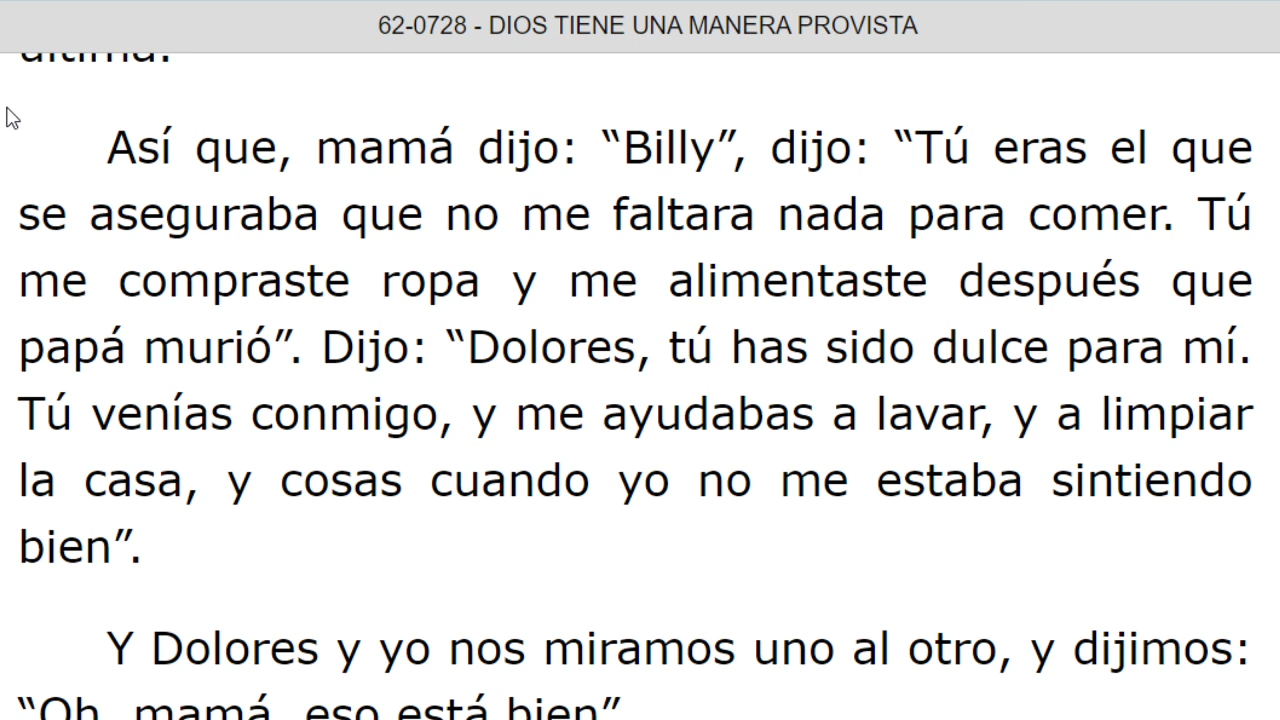 62-0728 - DIOS TIENE UNA MANERA PROVISTA
última.
Así que, mamá dijo: “Billy”, dijo: “Tú eras el que
se aseguraba que no me faltara nada para comer. Tú
me compraste ropa y me alimentaste después que
papá murió”. Dijo: “Dolores, tú has sido dulce para mí.
Tú venías conmigo, y me ayudabas a lavar, y a limpiar
la casa, y cosas cuando yo no me estaba sintiendo
bien”.
Y Dolores y yo nos miramos uno al otro, y dijimos:
“Oh, mamá, eso está bien”